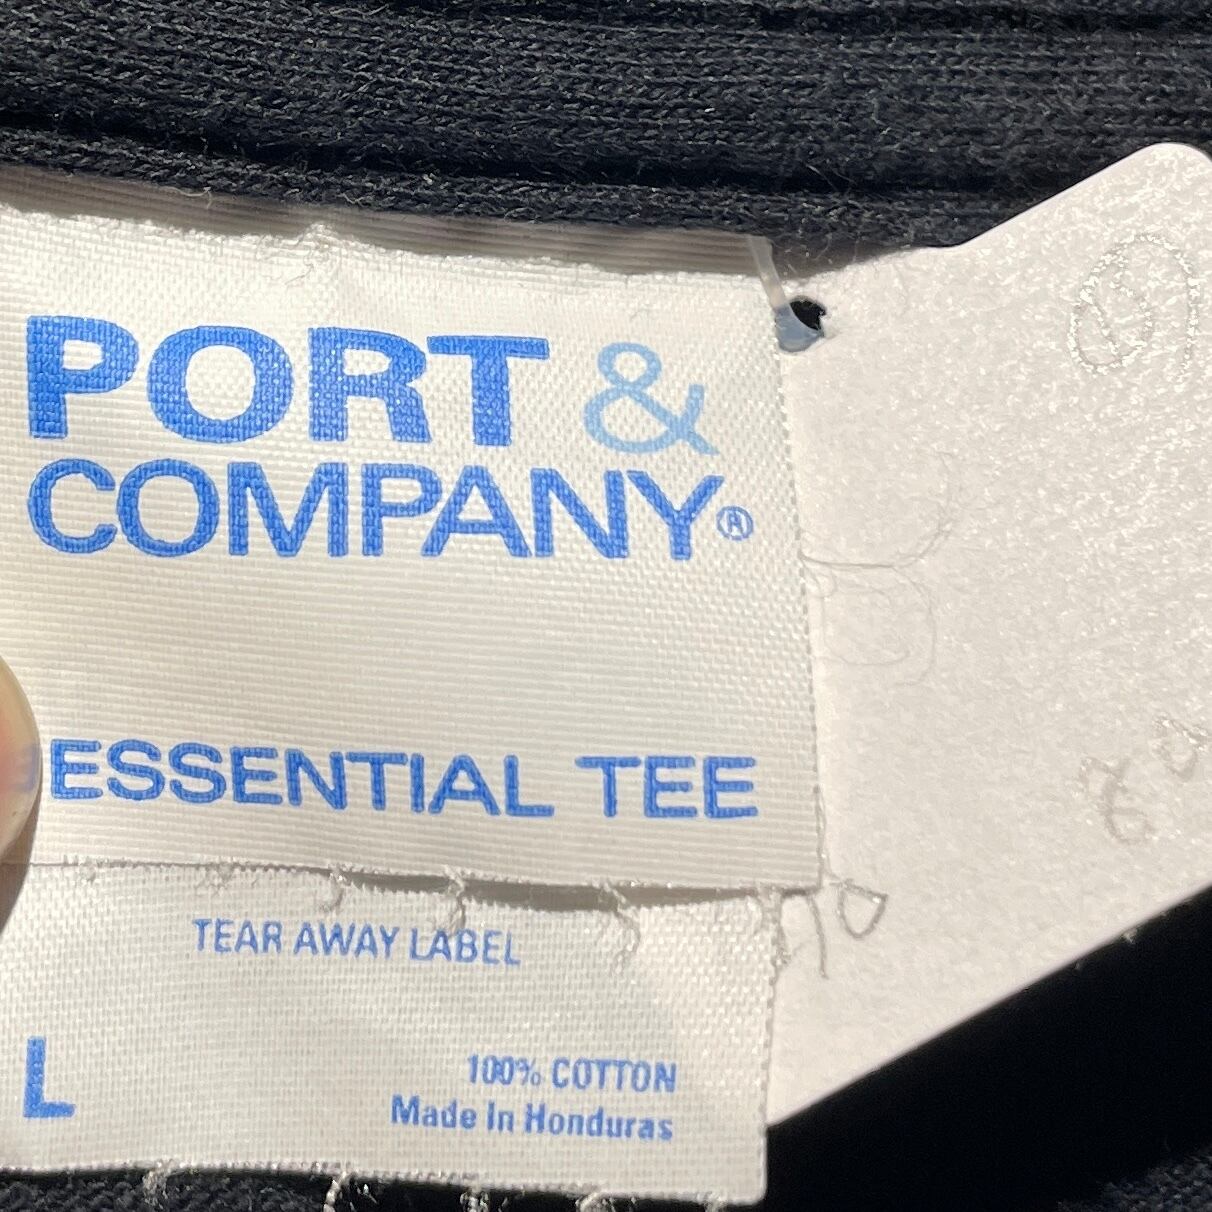 PORT &
COMPANY®
ESSENTIAL TEE
TEAR AWAY LABEL
L
100% COTTON
Made In Honduras